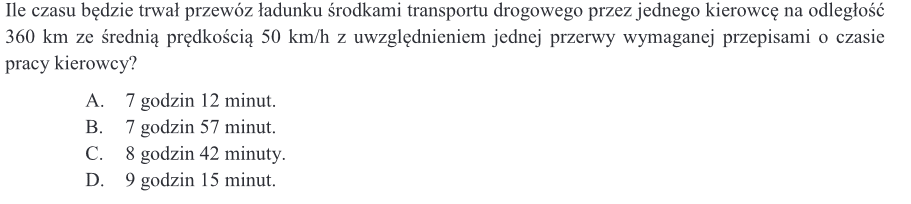 Ile czasu będzie trwał przewóz ładunku środkami transportu drogowego przez jednego kierowcę na odległość
360 km ze średnią prędkością 50 km/h z uwzględnieniem jednej przerwy wymaganej przepisami o czasie
pracy kierowcy?
A. 7 godzin 12 minut.
B. 7 godzin 57 minut.
C. 8 godzin 42 minuty.
D. 9 godzin 15 minut.